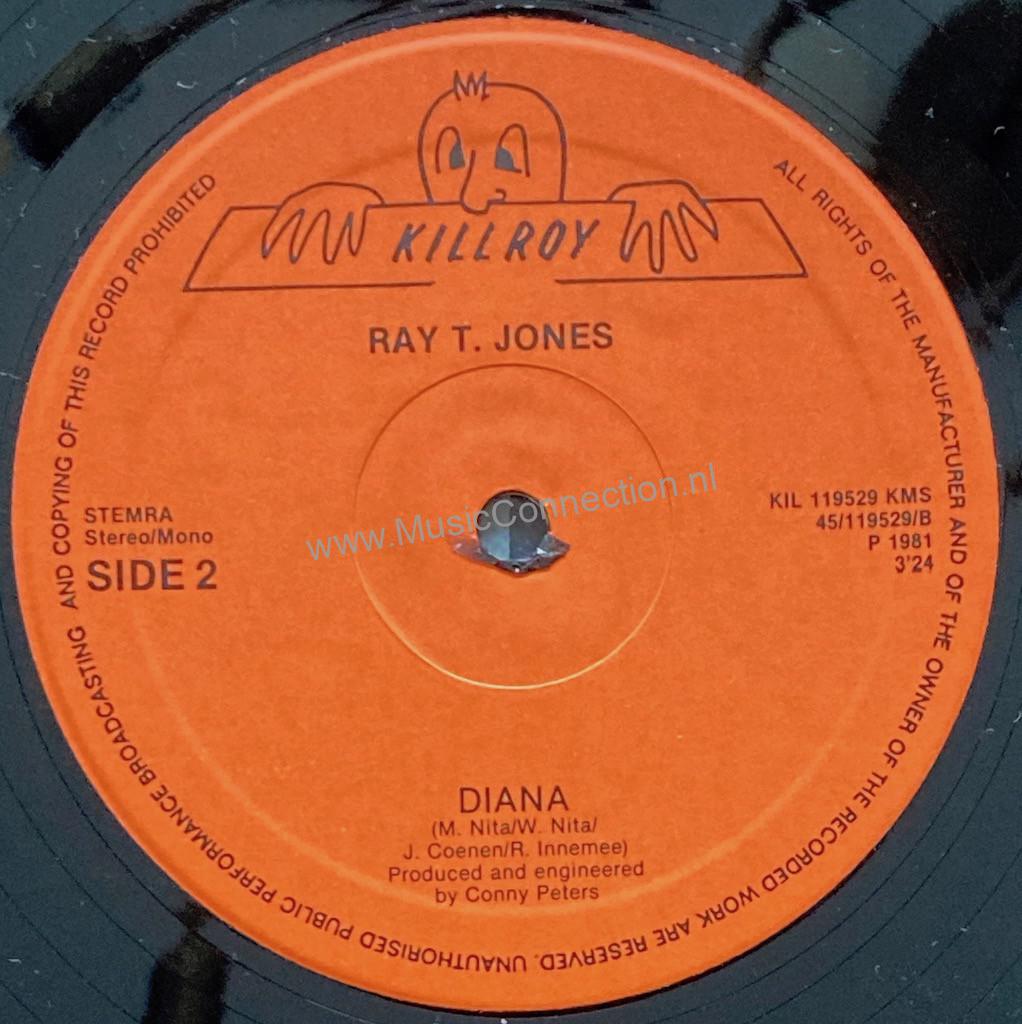 KILLROY
RAY T. JONES
STEMRA
Stereo/Mono
SIDE 2
KIL 119529 KMS
45/119529/B
P 1981
3'24
www.MusicConnection.nl
DIANA
(M. Nita/W. Nita/
J. Coenen/R. Innemee)
Produced and engineered
by Conny Peters
ALL RIGHTS OF THE MANUFACTURER AND OF THE OWNER OF THE RECORDED WORK ARE RESERVED. UNAUTHORISED PUBLIC PERFORMANCE BROADCASTING AND COPYING OF THIS RECORD PROHIBITED